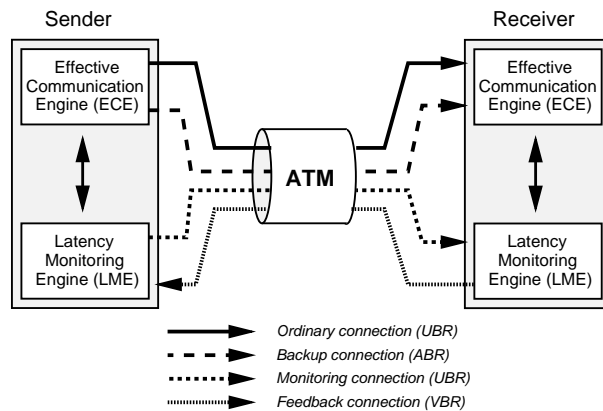 Sender
Receiver
Effective
Communication
Engine (ECE)
Effective
Communication
Engine (ECE)
ATM
Latency
Monitoring
Engine (LME)
Latency
Monitoring
Engine (LME)
Ordinary connection (UBR)
Backup connection (ABR)
Monitoring connection (UBR)
Feedback connection (VBR)